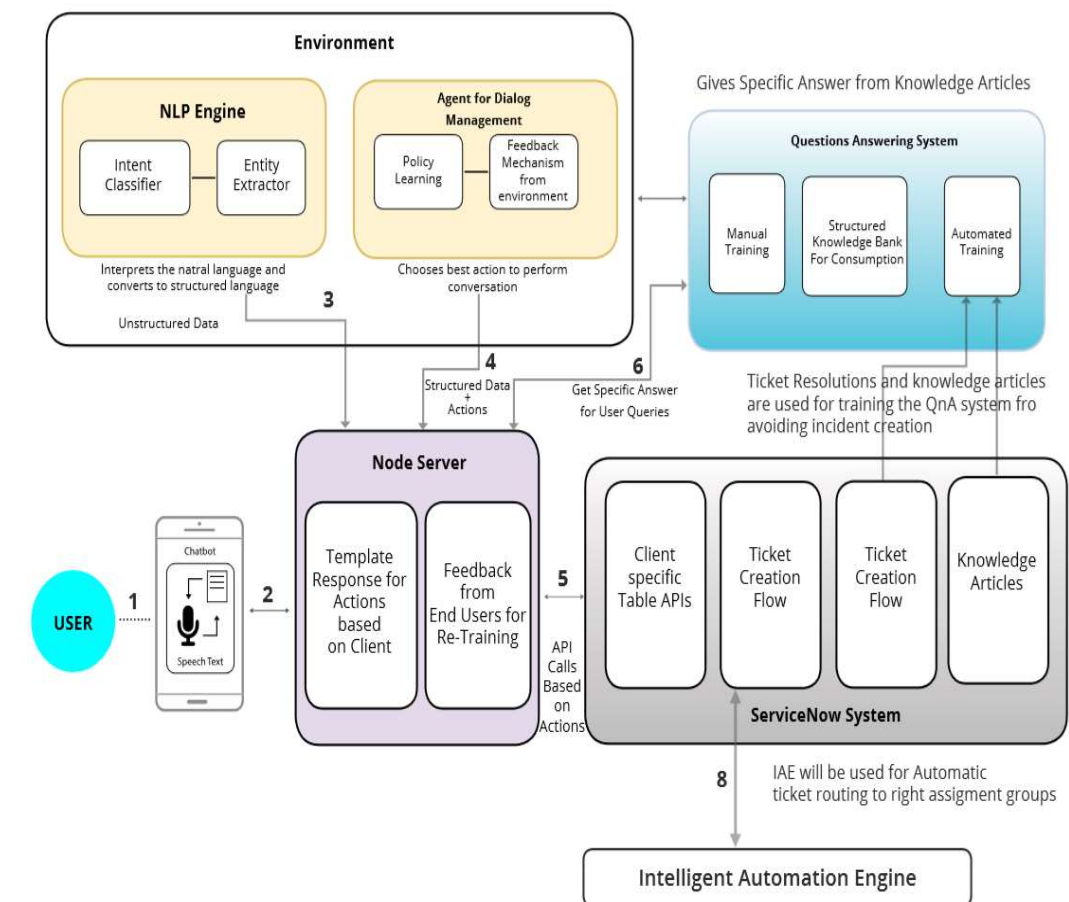 Environment
NLP Engine
Intent
Classifier
Entity
Extractor
Interprets the natral language and
converts to structured language
Unstructured Data
3
Agent for Dialog
Management
Policy
Learning
Feedback
Mechanism
from
environment
Chooses best action to perform
conversation
4
Structured Data
+
Actions
Gives Specific Answer from Knowledge Articles
Questions Answering System
Manual
Training
Structured
Knowledge Bank
For Consumption
Automated
Training
6
Get Specific Answer
for User Queries
Ticket Resolutions and knowledge articles
are used for training the QnA system fro
avoiding incident creation
USER
1
Chatbot
Speech Text
2
Node Server
Template
Response for
Actions
based
on Client
Feedback
from
End Users for
Re-Training
5
API
Calls
Based
on
Actions
Client
specific
Table APIs
Ticket
Creation
Flow
Ticket
Creation
Flow
Knowledge
Articles
ServiceNow System
8
IAE will be used for Automatic
ticket routing to right assigment groups
Intelligent Automation Engine